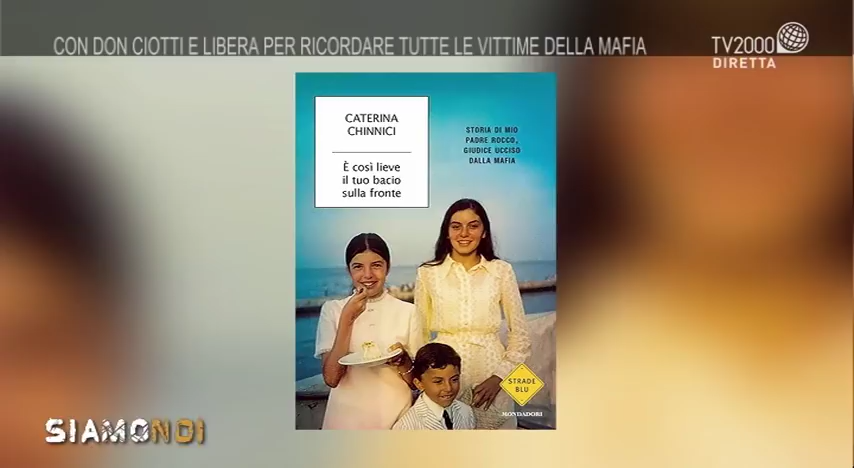 CON DON CIOTTI E LIBERA PER RICORDARE TUTTE LE VITTIME DELLA MAFIA
TV2000
DIRETTA
CATERINA
CHINNICI
È così lieve
il tuo bacio
sulla fronte
STORIA DI MIO
PADRE ROCCO,
GIUDICE UCCISO
DALLA MAFIA
STRADE
BLU
MONDADORI
SIAMONOI